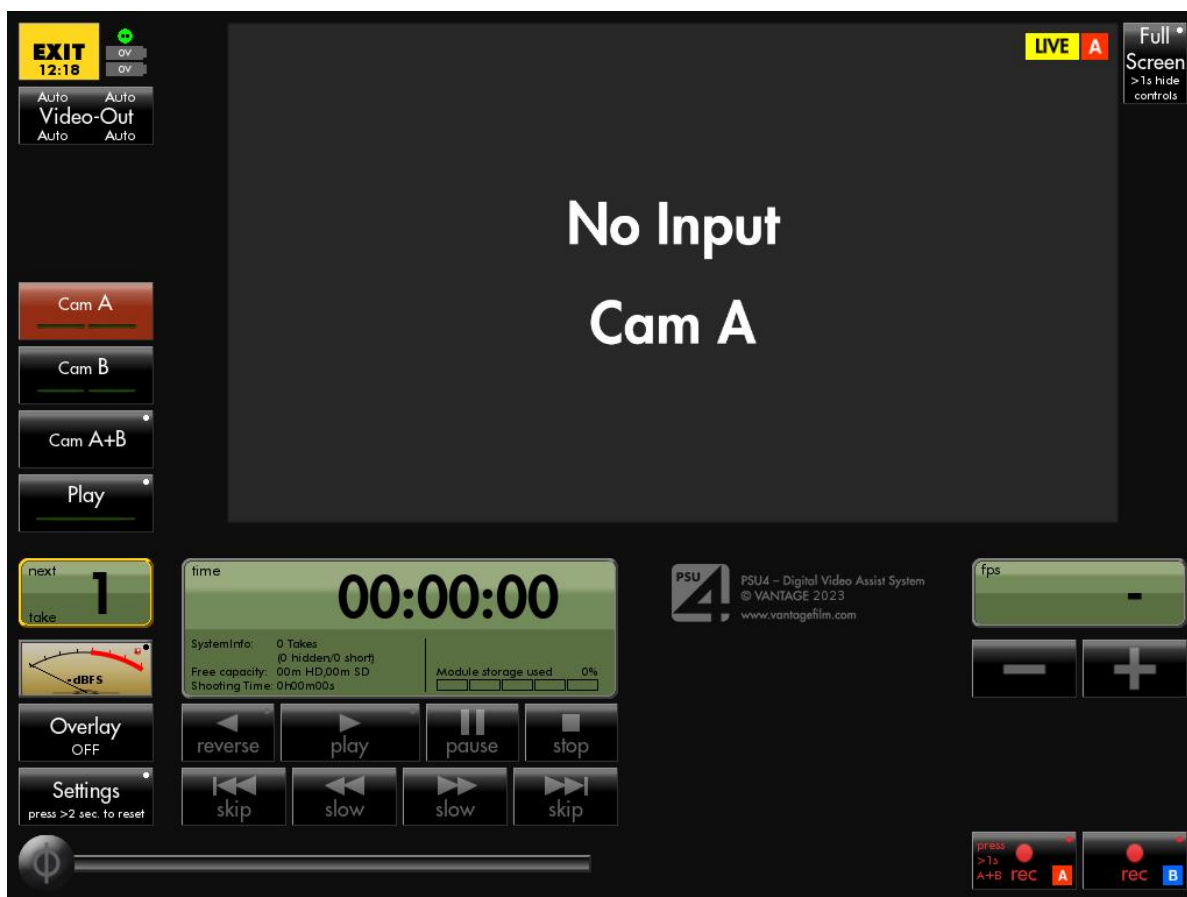 EXIT
12:18
0V
0V
Auto Auto
Video-Out
Auto Auto
LIVE A
Full
Screen
>1s hide
controls
No Input
Cam A
Cam A
Cam B
Cam A+B
Play
next
1
take
time
00:00:00
SystemInfo: 0 Takes
(0 hidden/0 short)
Free capacity: 00m HD,00m SD
Shooting Time: 0h00m00s
Module storage used 0%
PSU
4
PSU4 – Digital Video Assist System
© VANTAGE 2023
www.vantagefilm.com
fps
-
-dBFS
Overlay
OFF
reverse
play
pause
stop
Settings
press >2 sec. to reset
skip
slow
slow
skip
press
>1s
A+B rec A
rec B